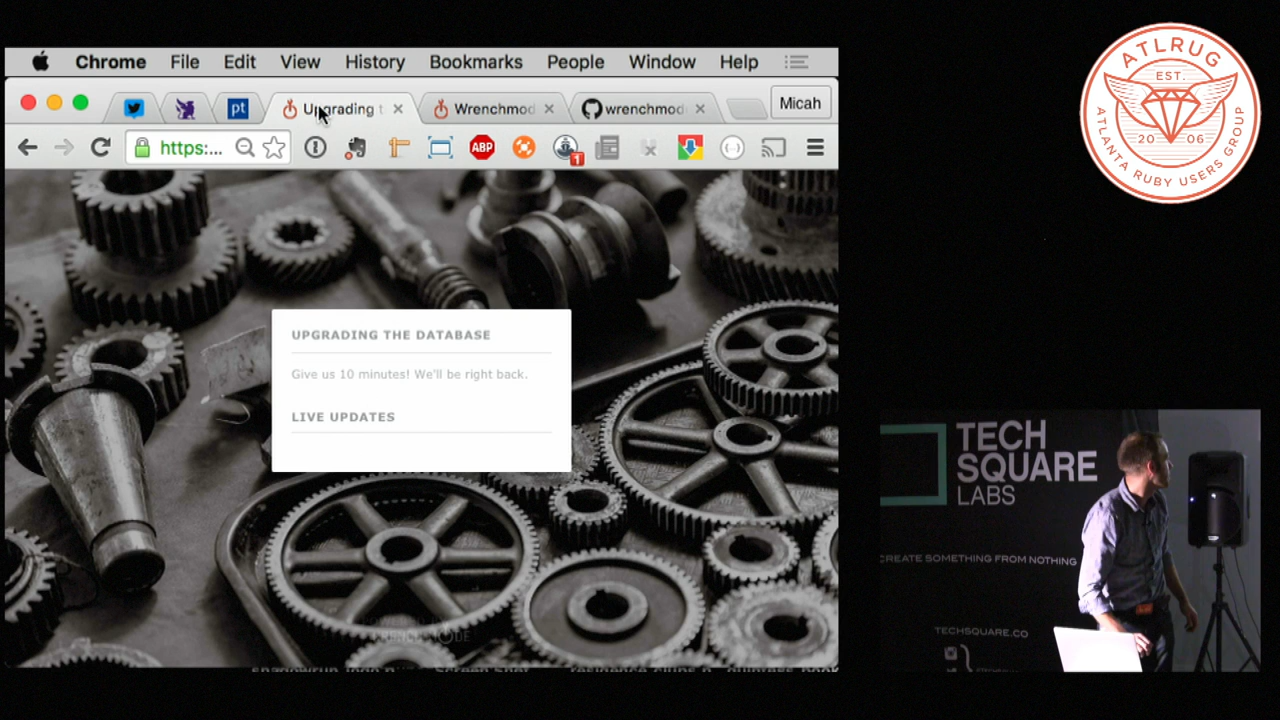 Chrome File Edit View History Bookmarks People Window Help
pt Upgrading t Wrenchmod wrenchmod Micah
https:... ABP 1
UPGRADING THE DATABASE
Give us 10 minutes! We'll be right back.
LIVE UPDATES
ATLRUG
EST.
20 06
ATLANTA RUBY USERS GROUP
TECH
SQUARE
LABS
CREATE SOMETHING FROM NOTHING
TECHSQUARE.CO